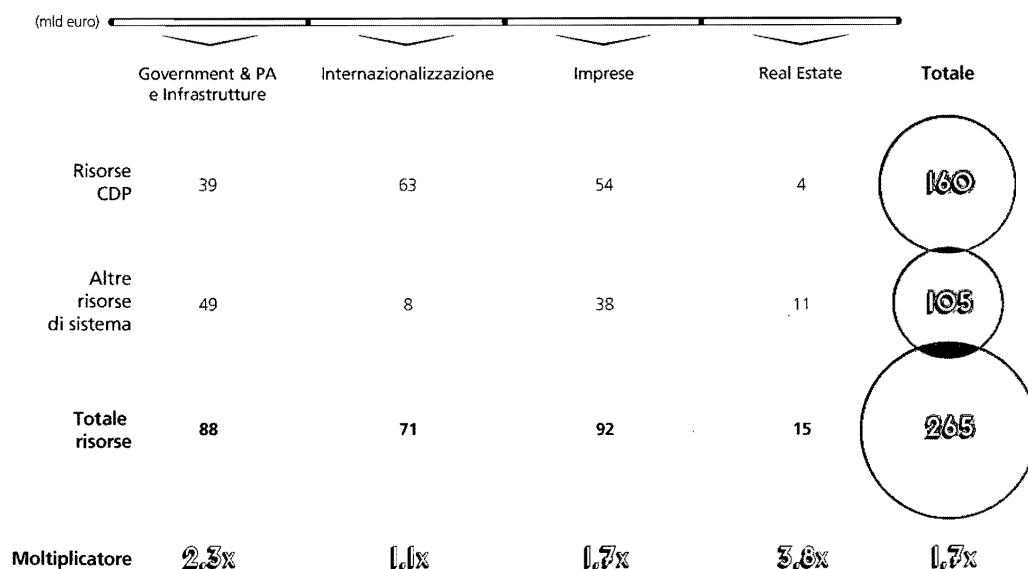 (mld euro)
Government & PA
e Infrastrutture
Internazionalizzazione
Imprese
Real Estate
Totale
Risorse
CDP
39
63
54
4
160
Altre
risorse
di sistema
49
8
38
11
105
Totale
risorse
88
71
92
15
265
Moltiplicatore
2,3x
1,1x
1,7x
3,8x
1,7x